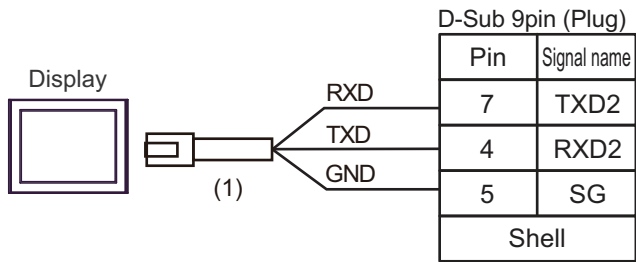 D-Sub 9pin (Plug)
Pin Signal name
Display
RXD 7 TXD2
TXD 4 RXD2
(1)
GND 5 SG
Shell